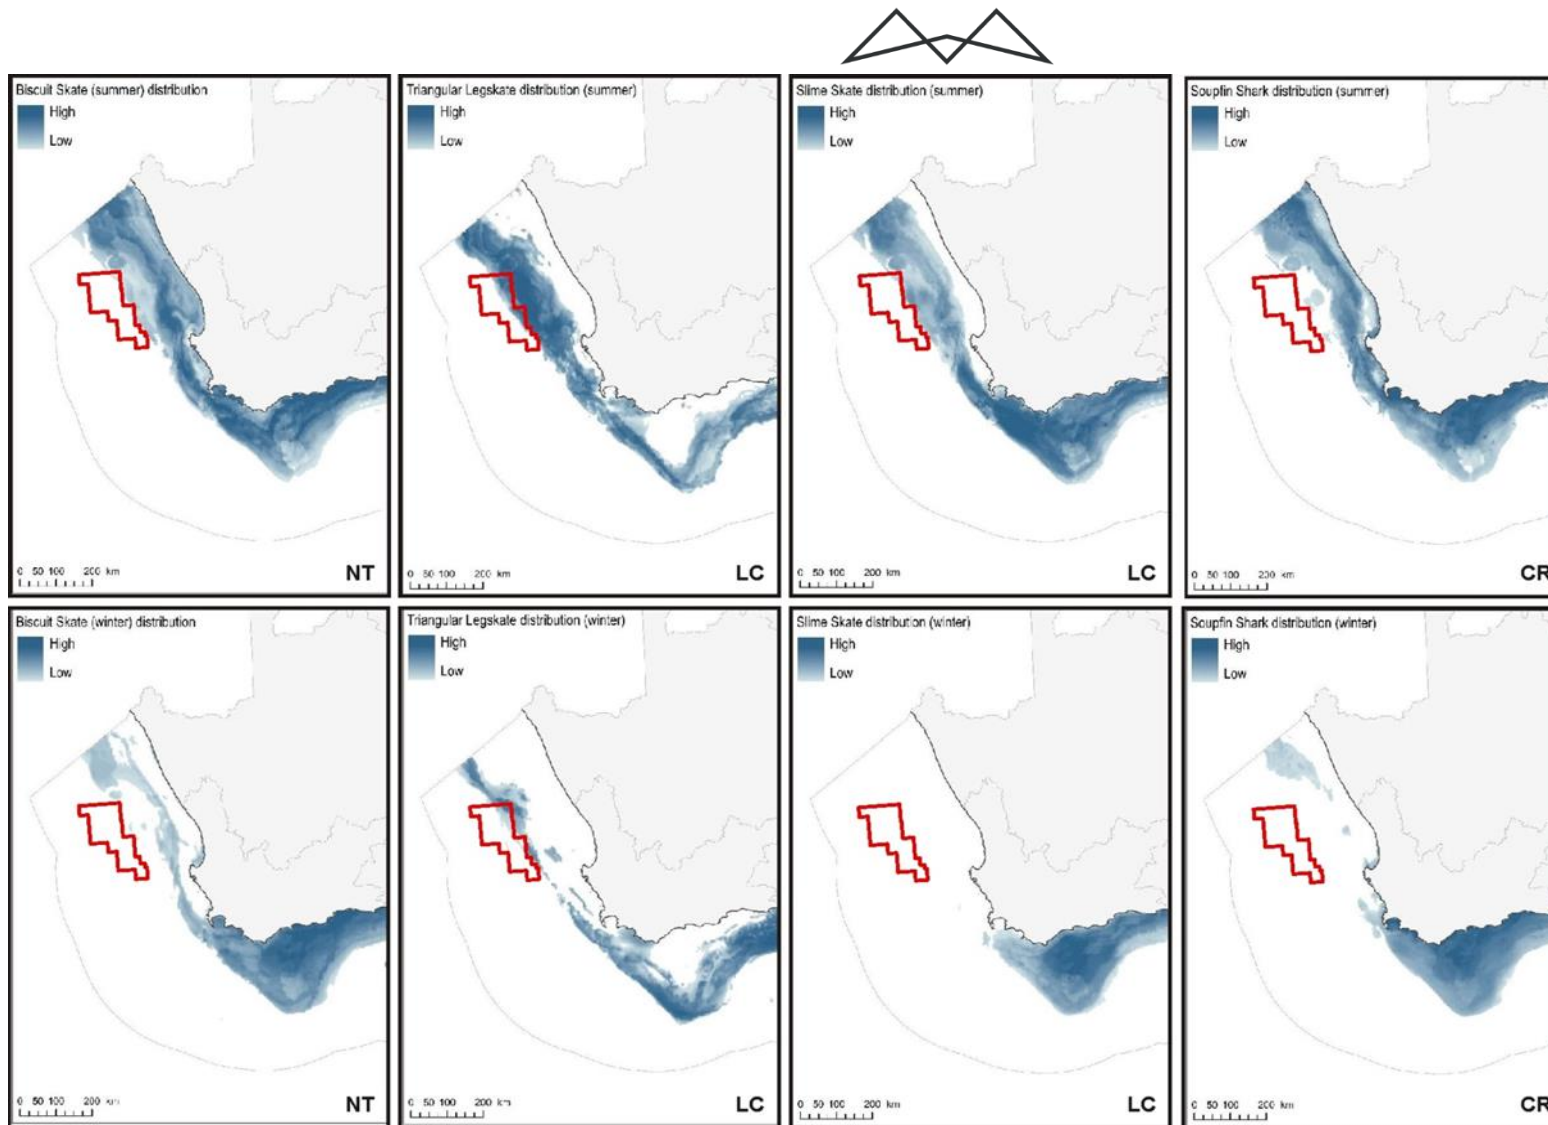 Biscuit Skate (summer) distribution
High
Low
0 50 100 200 km
NT
Triangular Legskate distribution (summer)
High
Low
0 50 100 200 km
LC
Slime Skate distribution (summer)
High
Low
0 50 100 200 km
LC
Soupfin Shark distribution (summer)
High
Low
0 50 100 200 km
CR
Biscuit Skate (winter) distribution
High
Low
0 50 100 200 km
NT
Triangular Legskate distribution (winter)
High
Low
0 50 100 200 km
LC
Slime Skate distribution (winter)
High
Low
0 50 100 200 km
LC
Soupfin Shark distribution (winter)
High
Low
0 50 100 200 km
CR